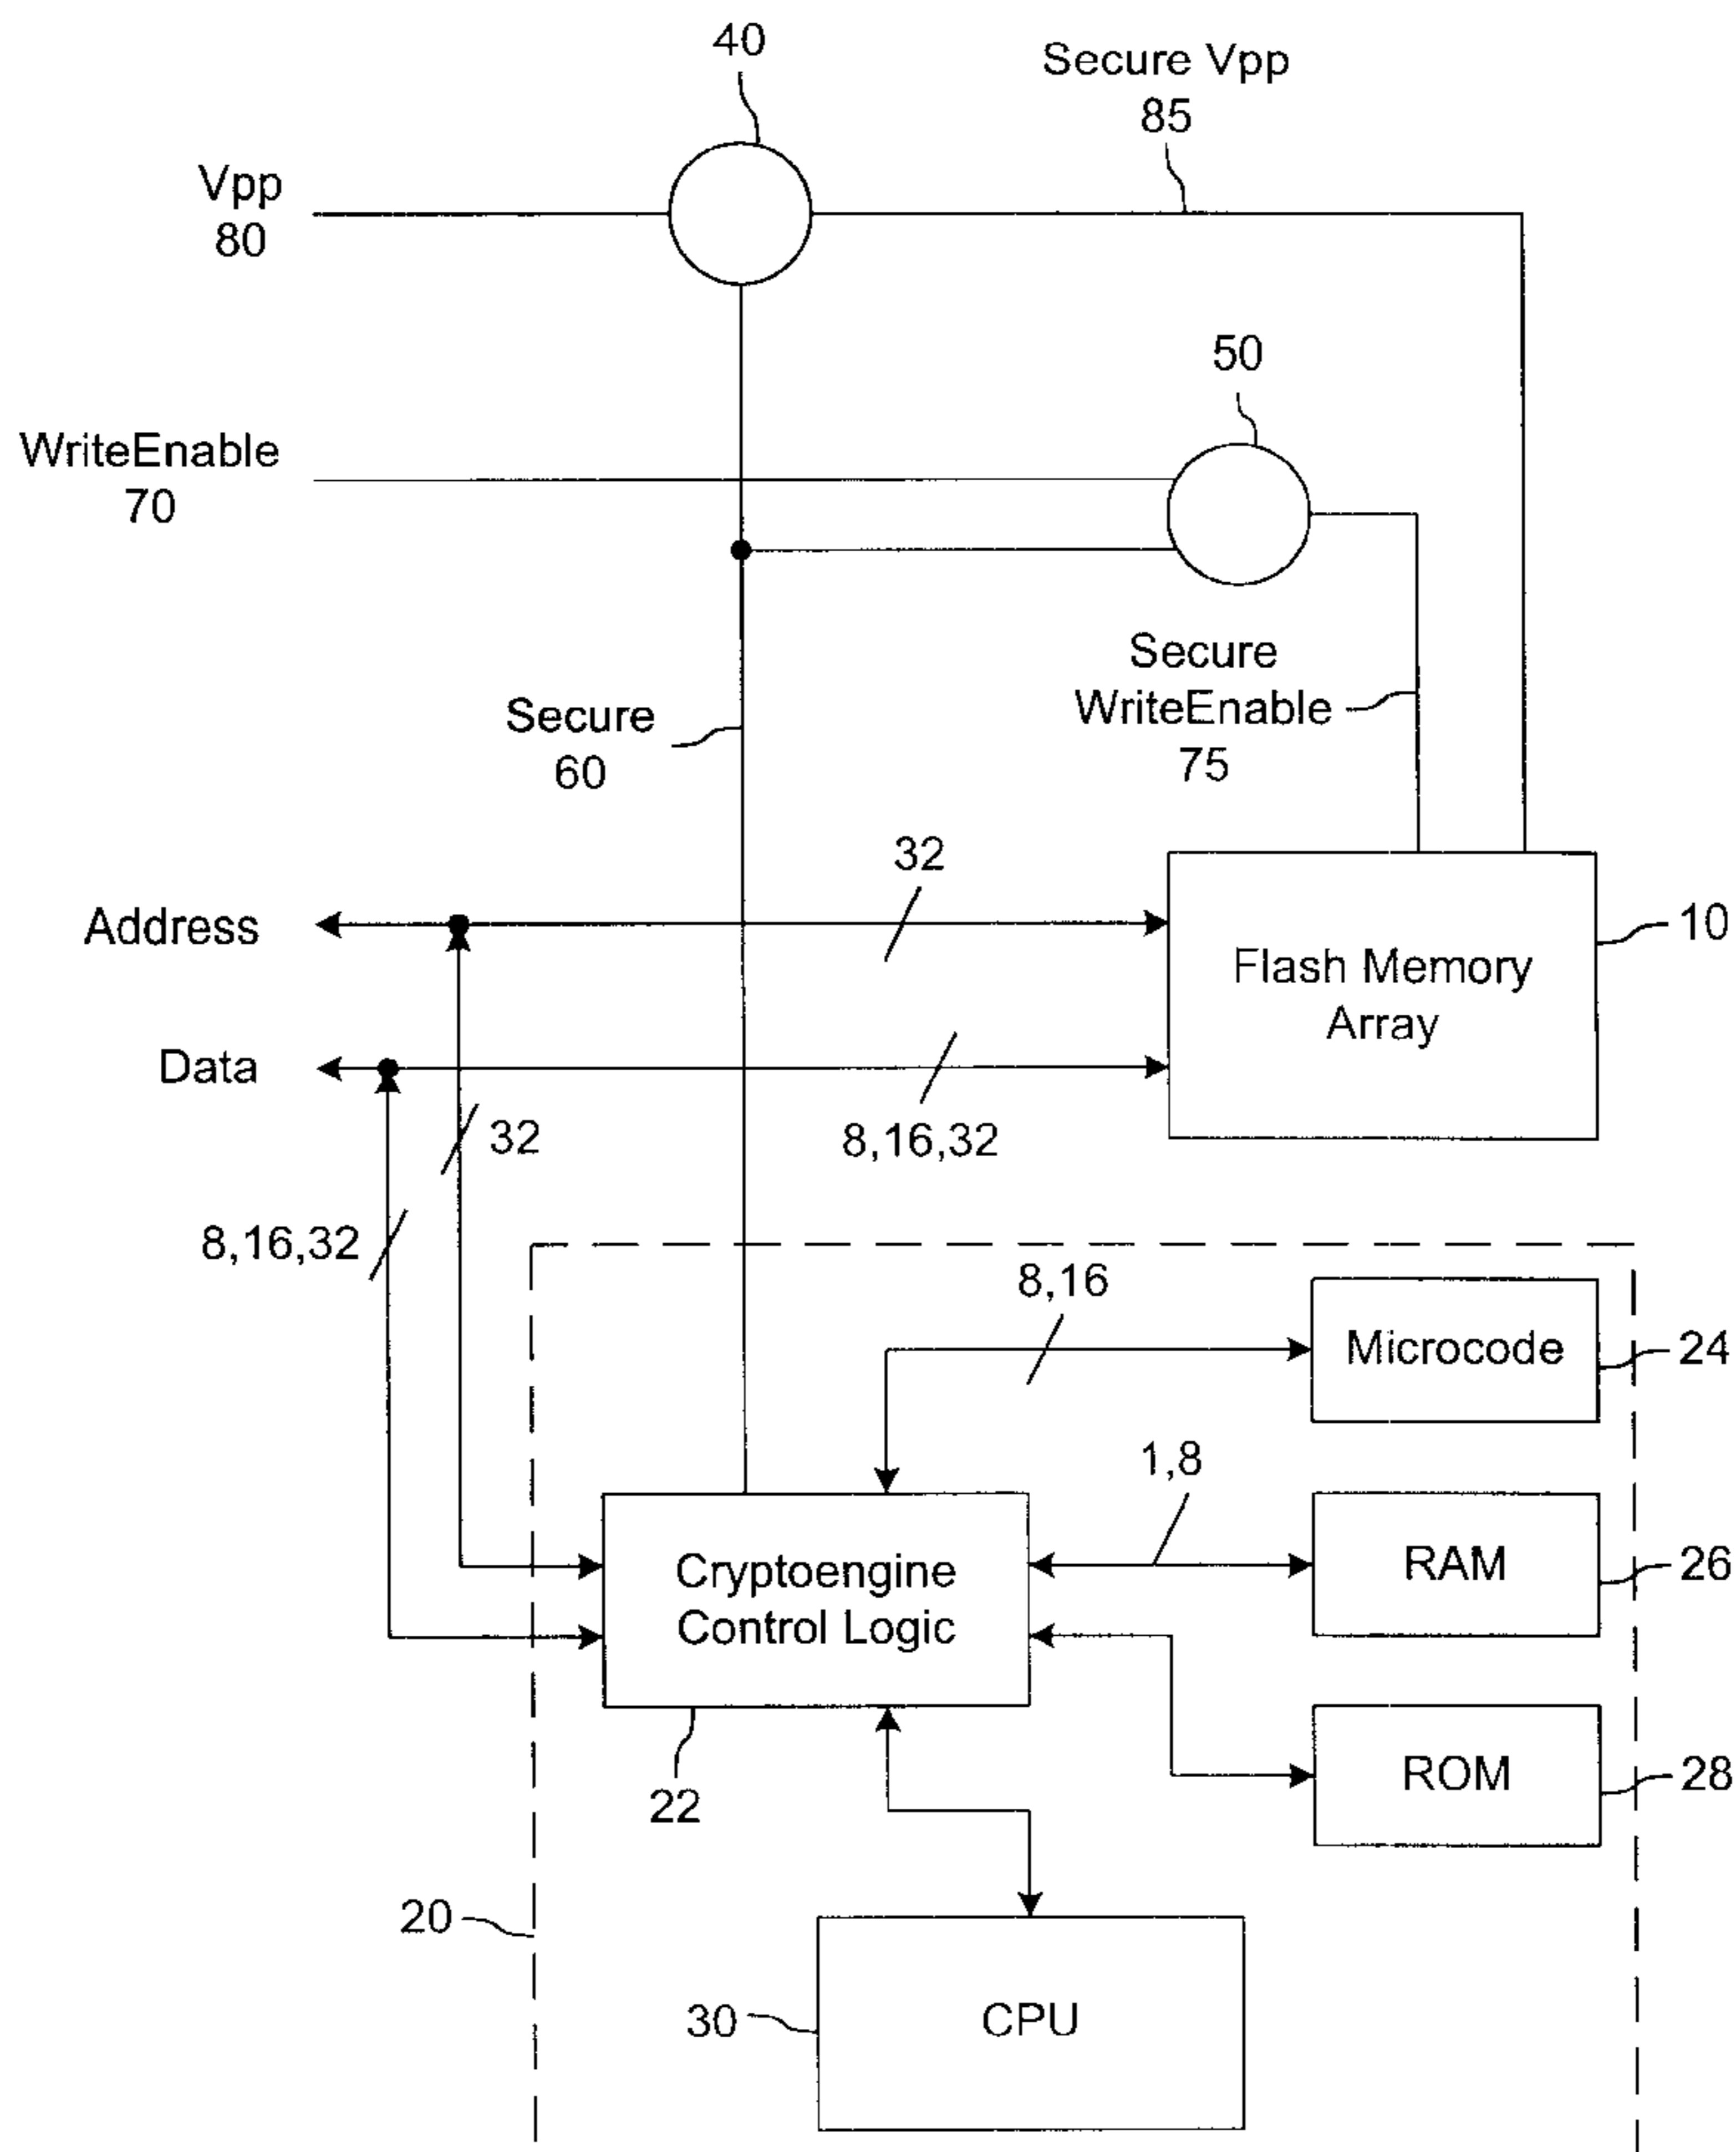 40
Secure Vpp
85
Vpp
80
50
WriteEnable
70
Secure
WriteEnable
75
Secure
60
32
Address
Flash Memory
Array
10
Data
32
8,16,32
8,16,32
8,16
Microcode
24
1,8
Cryptoengine
Control Logic
RAM
26
22
ROM
28
20
30
CPU